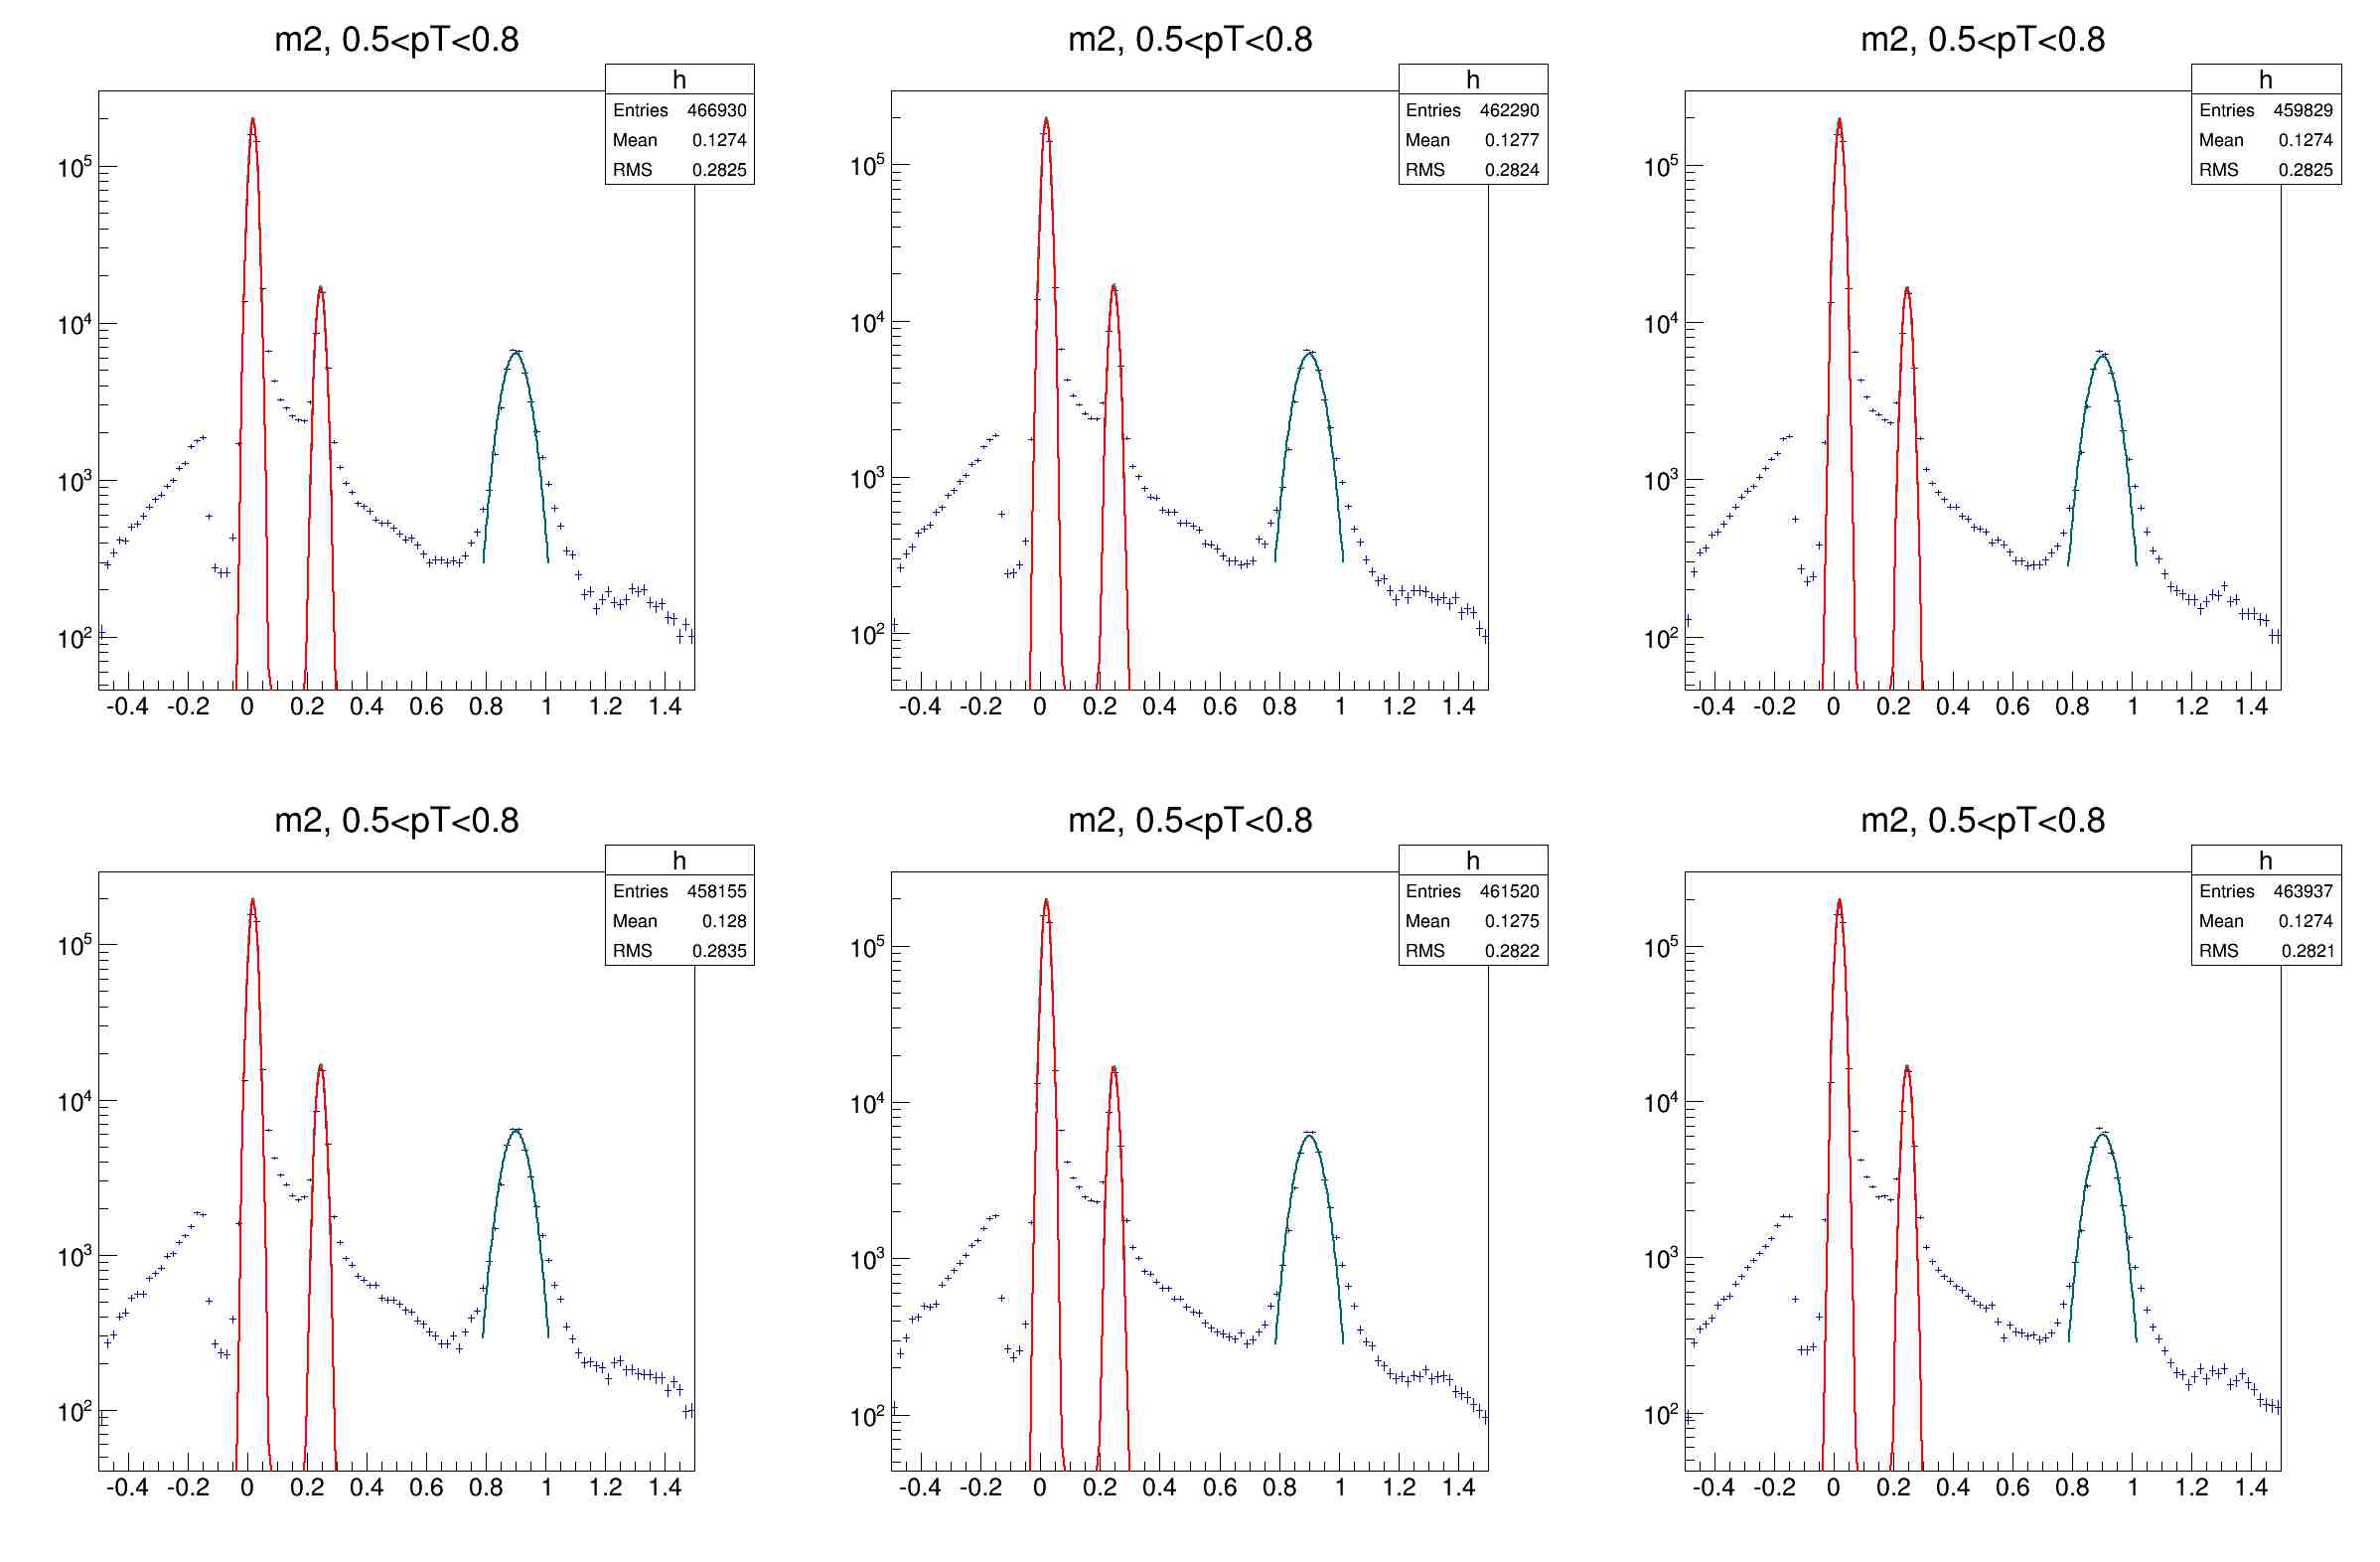 m2, 0.5<pT<0.8
h
Entries 466930
Mean 0.1274
RMS 0.2825
10^5
10^4
10^3
10^2
-0.4 -0.2 0 0.2 0.4 0.6 0.8 1 1.2 1.4
m2, 0.5<pT<0.8
h
Entries 462290
Mean 0.1277
RMS 0.2824
10^5
10^4
10^3
10^2
-0.4 -0.2 0 0.2 0.4 0.6 0.8 1 1.2 1.4
m2, 0.5<pT<0.8
h
Entries 459829
Mean 0.1274
RMS 0.2825
10^5
10^4
10^3
10^2
-0.4 -0.2 0 0.2 0.4 0.6 0.8 1 1.2 1.4
m2, 0.5<pT<0.8
h
Entries 458155
Mean 0.128
RMS 0.2835
10^5
10^4
10^3
10^2
-0.4 -0.2 0 0.2 0.4 0.6 0.8 1 1.2 1.4
m2, 0.5<pT<0.8
h
Entries 461520
Mean 0.1275
RMS 0.2822
10^5
10^4
10^3
10^2
-0.4 -0.2 0 0.2 0.4 0.6 0.8 1 1.2 1.4
m2, 0.5<pT<0.8
h
Entries 463937
Mean 0.1274
RMS 0.2821
10^5
10^4
10^3
10^2
-0.4 -0.2 0 0.2 0.4 0.6 0.8 1 1.2 1.4